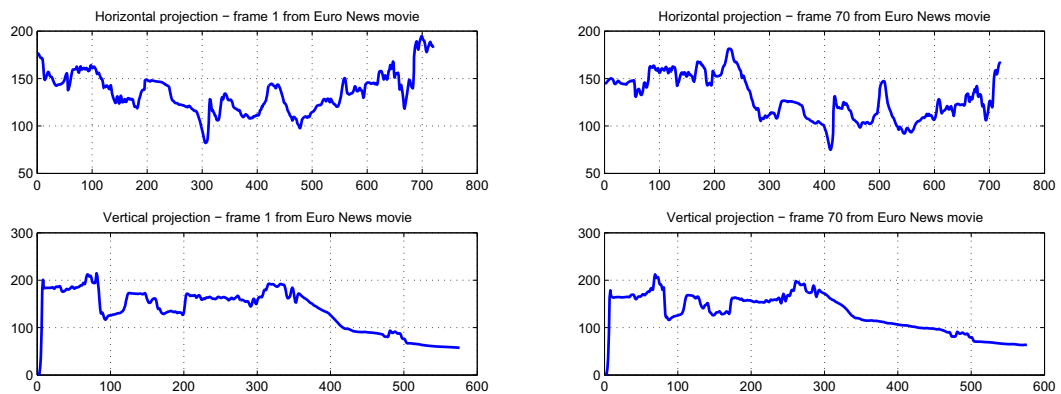 Horizontal projection − frame 1 from Euro News movie
200
150
100
50
0 100 200 300 400 500 600 700 800
Horizontal projection − frame 70 from Euro News movie
200
150
100
50
0 100 200 300 400 500 600 700 800
Vertical projection − frame 1 from Euro News movie
300
200
100
0
0 100 200 300 400 500 600
Vertical projection − frame 70 from Euro News movie
300
200
100
0
0 100 200 300 400 500 600